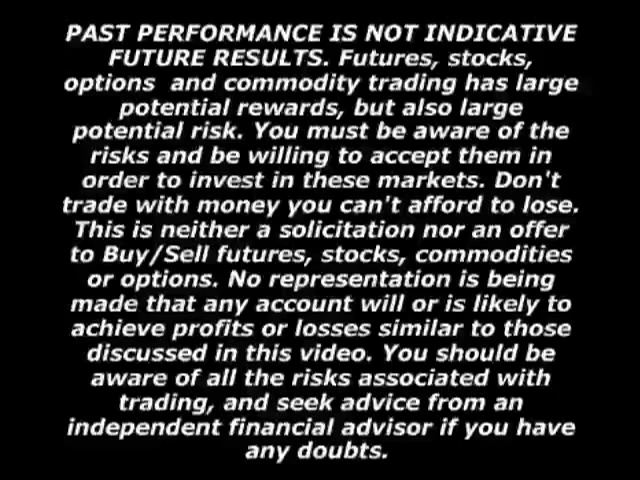 PAST PERFORMANCE IS NOT INDICATIVE
FUTURE RESULTS. Futures, stocks,
options and commodity trading has large
potential rewards, but also large
potential risk. You must be aware of the
risks and be willing to accept them in
order to invest in these markets. Don't
trade with money you can't afford to lose.
This is neither a solicitation nor an offer
to Buy/Sell futures, stocks, commodities
or options. No representation is being
made that any account will or is likely to
achieve profits or losses similar to those
discussed in this video. You should be
aware of all the risks associated with
trading, and seek advice from an
independent financial advisor if you have
any doubts.